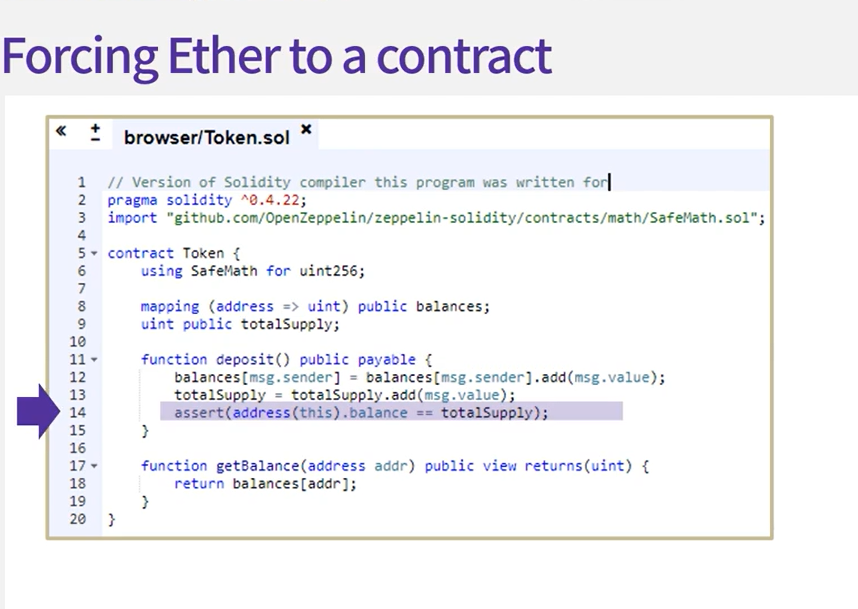 Forcing Ether to a contract
« ± browser/Token.sol ×
1 // Version of Solidity compiler this program was written for
2 pragma solidity ^0.4.22;
3 import "github.com/OpenZeppelin/zeppelin-solidity/contracts/math/SafeMath.sol";
4
5 contract Token {
6 using SafeMath for uint256;
7
8 mapping (address => uint) public balances;
9 uint public totalSupply;
10
11 function deposit() public payable {
12 balances[msg.sender] = balances[msg.sender].add(msg.value);
13 totalSupply = totalSupply.add(msg.value);
14 assert(address(this).balance == totalSupply);
15 }
16
17 function getBalance(address addr) public view returns(uint) {
18 return balances[addr];
19 }
20 }